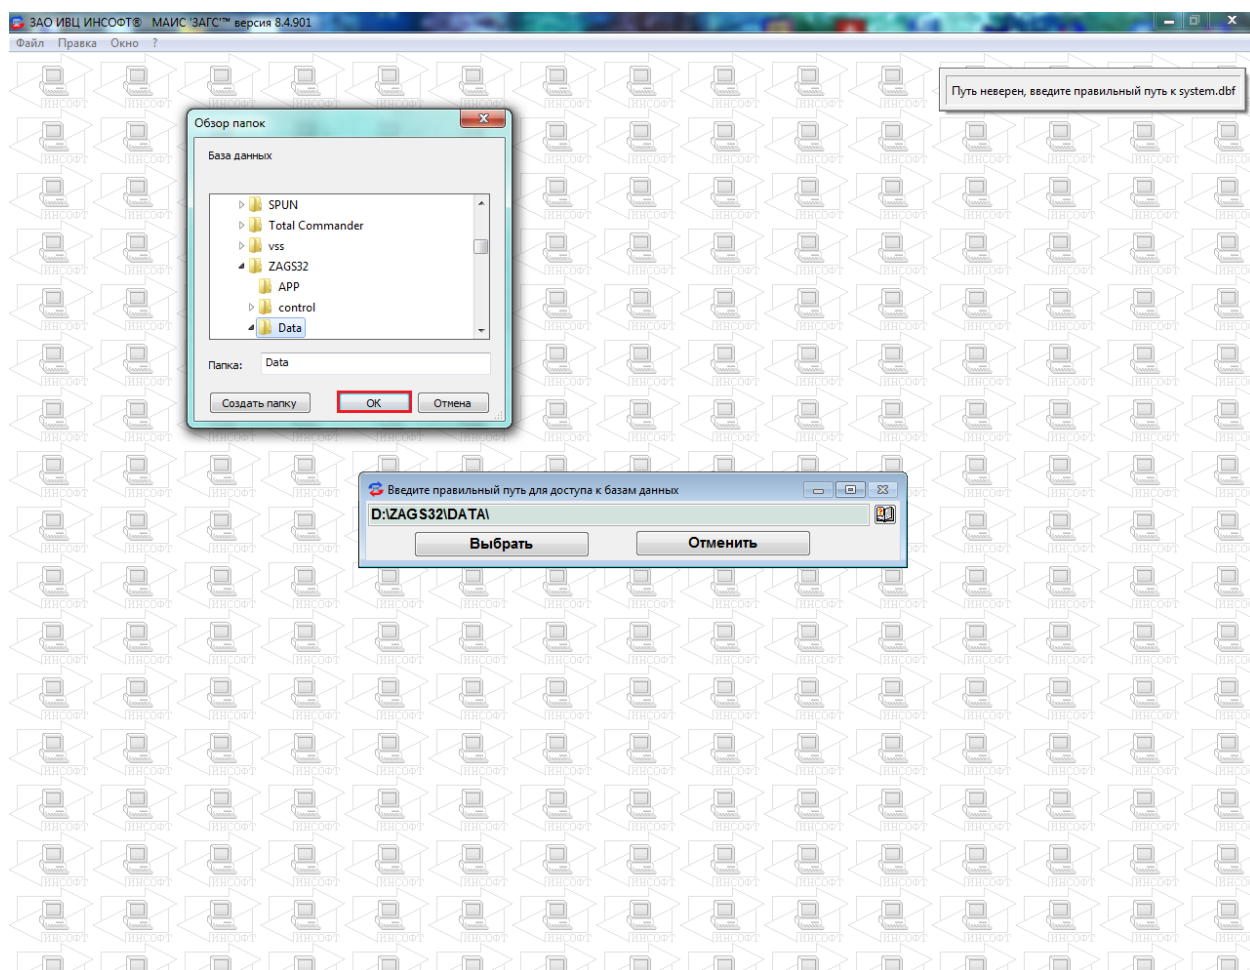 ЗАО ИВЦ ИНСОФТ® МАИС 'ЗАГС'™ версия 8.4.901
Файл Правка Окно ?
Путь неверен, введите правильный путь к system.dbf
Обзор папок
База данных
SPUN
Total Commander
vss
ZAGS32
APP
control
Data
Папка: Data
Создать папку OK Отмена
Введите правильный путь для доступа к базам данных
D:\ZAGS32\DATA\
Выбрать Отменить